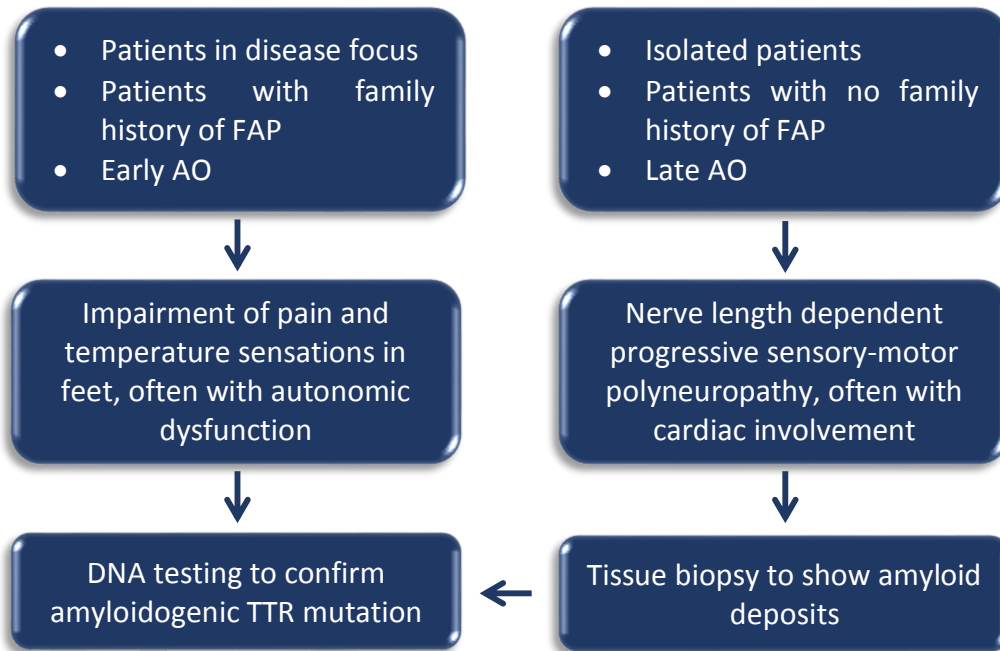 • Patients in disease focus
• Patients with family
history of FAP
• Early AO
• Isolated patients
• Patients with no family
history of FAP
• Late AO
Impairment of pain and
temperature sensations in
feet, often with autonomic
dysfunction
Nerve length dependent
progressive sensory-motor
polyneuropathy, often with
cardiac involvement
DNA testing to confirm
amyloidogenic TTR mutation
Tissue biopsy to show amyloid
deposits